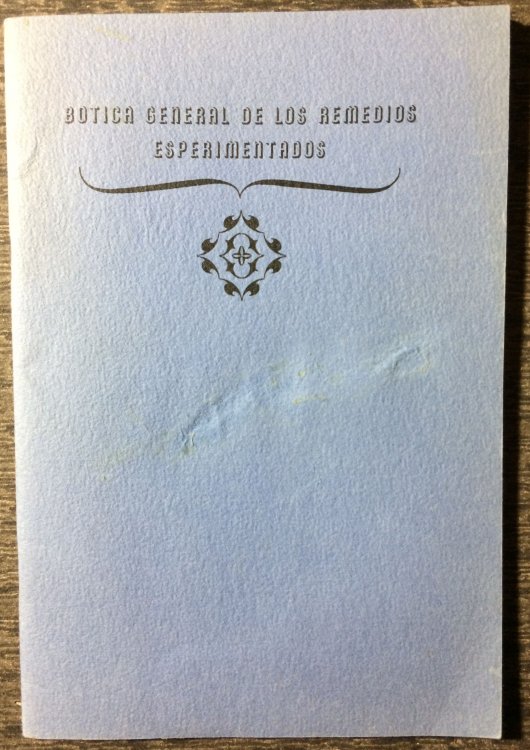 BOTICA GENERAL DE LOS REMEDIOS
ESPERIMENTADOS